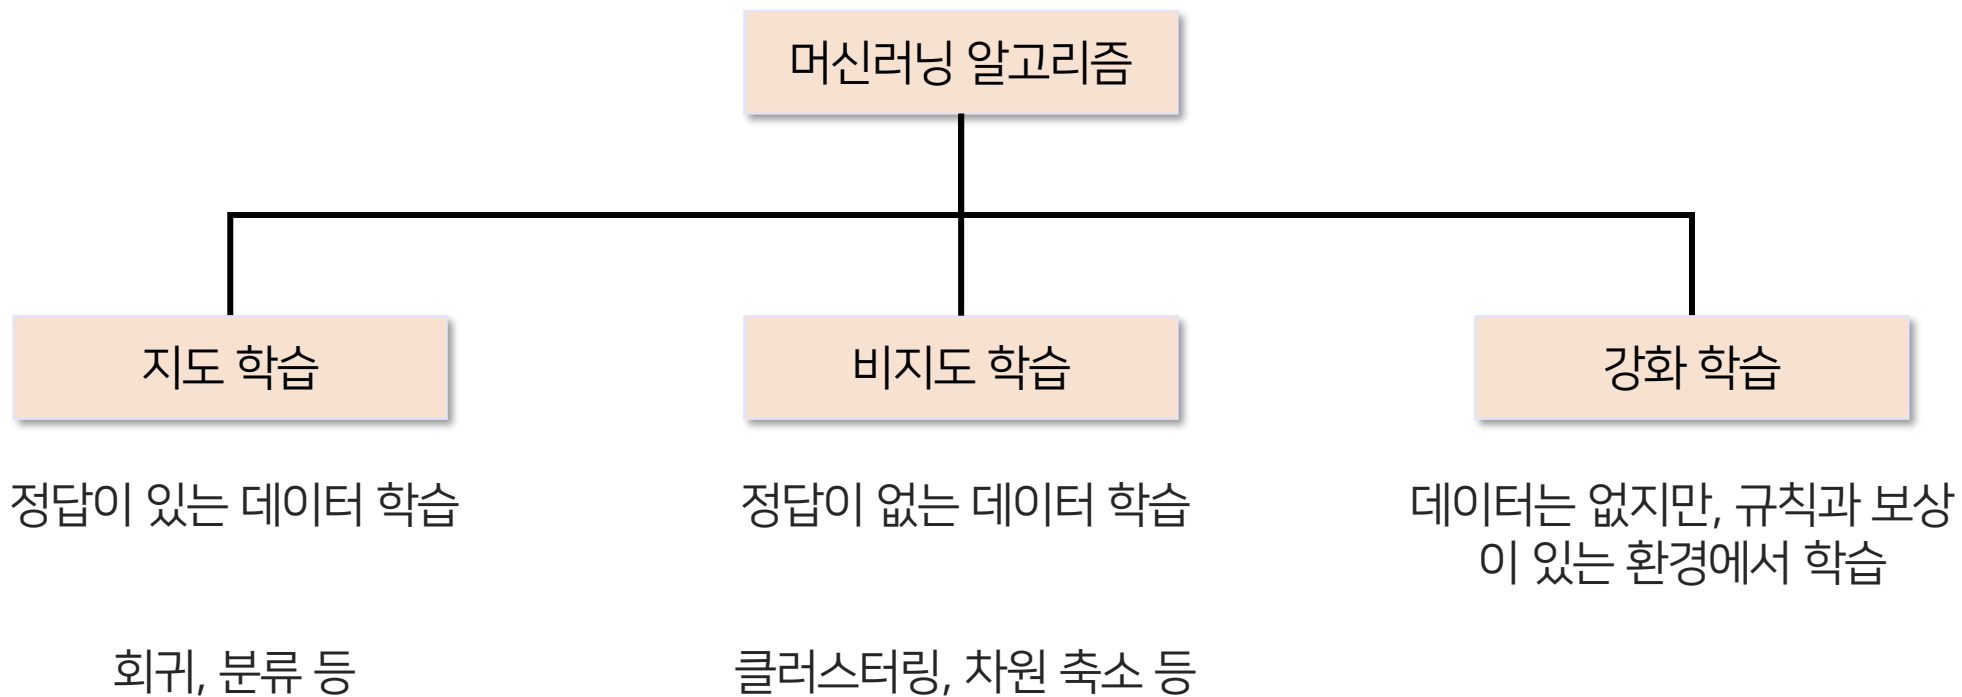 머신러닝 알고리즘
지도 학습
비지도 학습
강화 학습
정답이 있는 데이터 학습
정답이 없는 데이터 학습
데이터는 없지만, 규칙과 보상
이 있는 환경에서 학습
회귀, 분류 등
클러스터링, 차원 축소 등